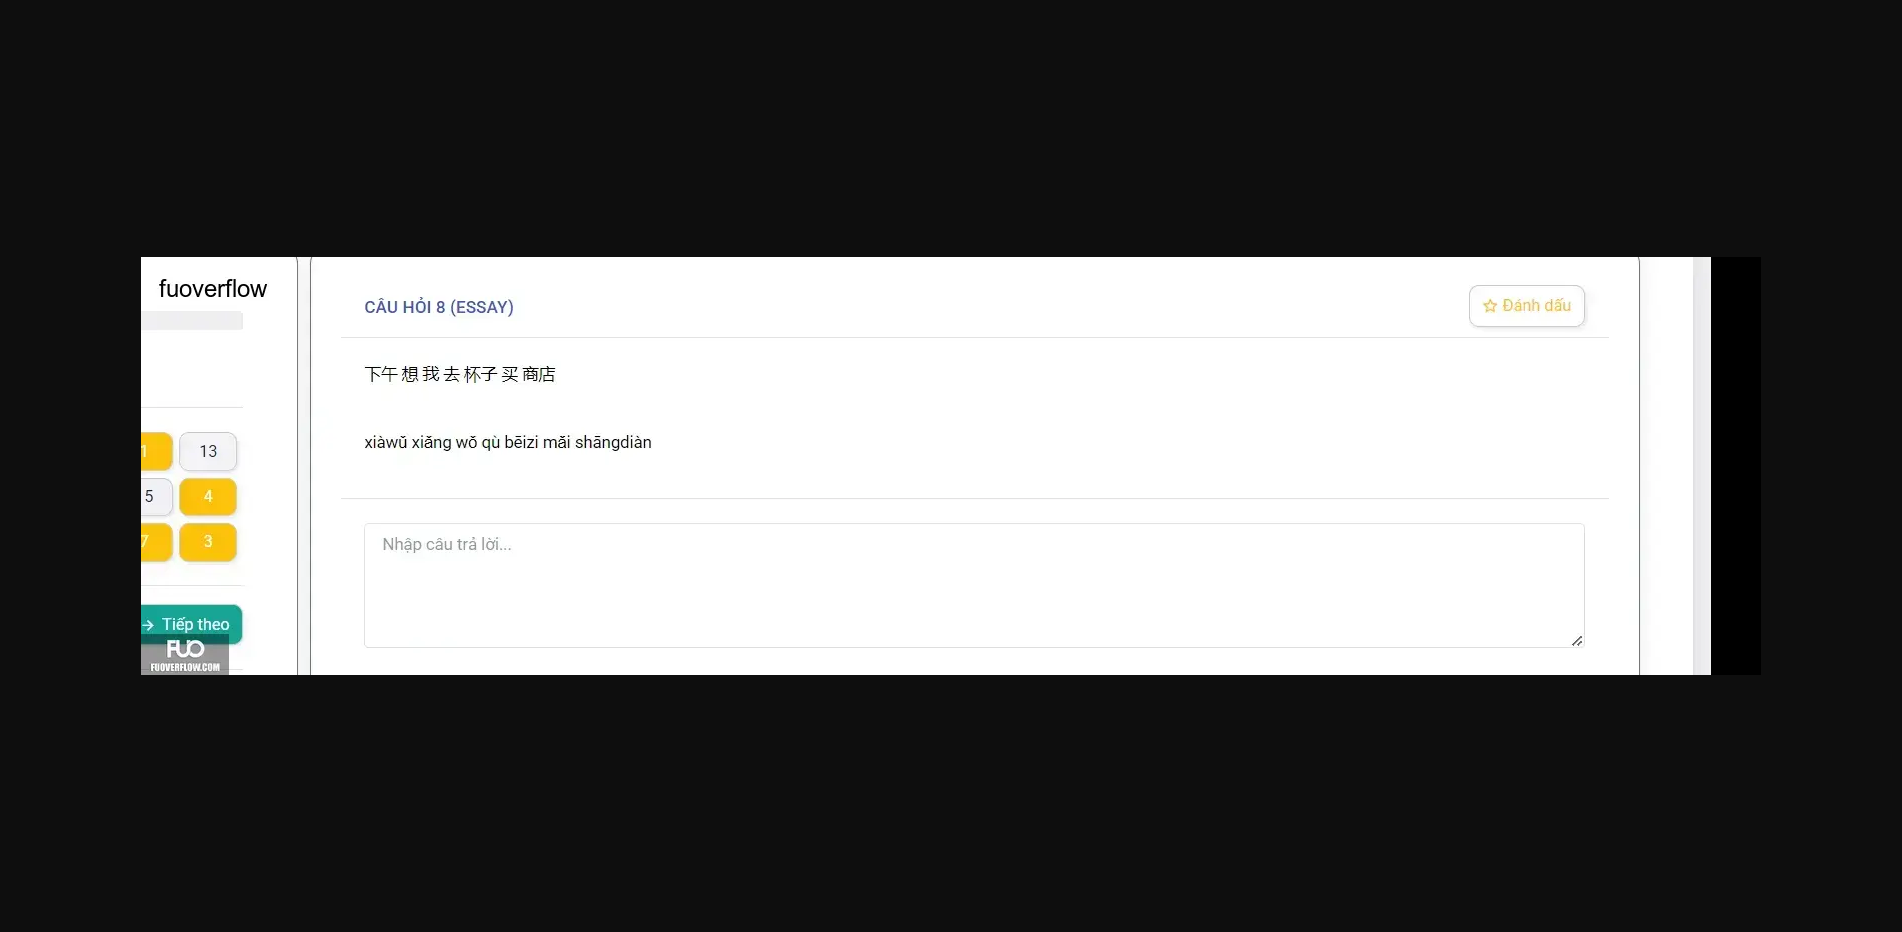 fuoverflow
CÂU HỎI 8 (ESSAY)
Đánh dấu
下午 想 我 去 杯子 买 商店
xiàwǔ xiǎng wǒ qù bēizi mǎi shāngdiàn
1
13
5
4
7
3
Nhập câu trả lời...
→ Tiếp theo
FUO
FUOVERFLOW.COM